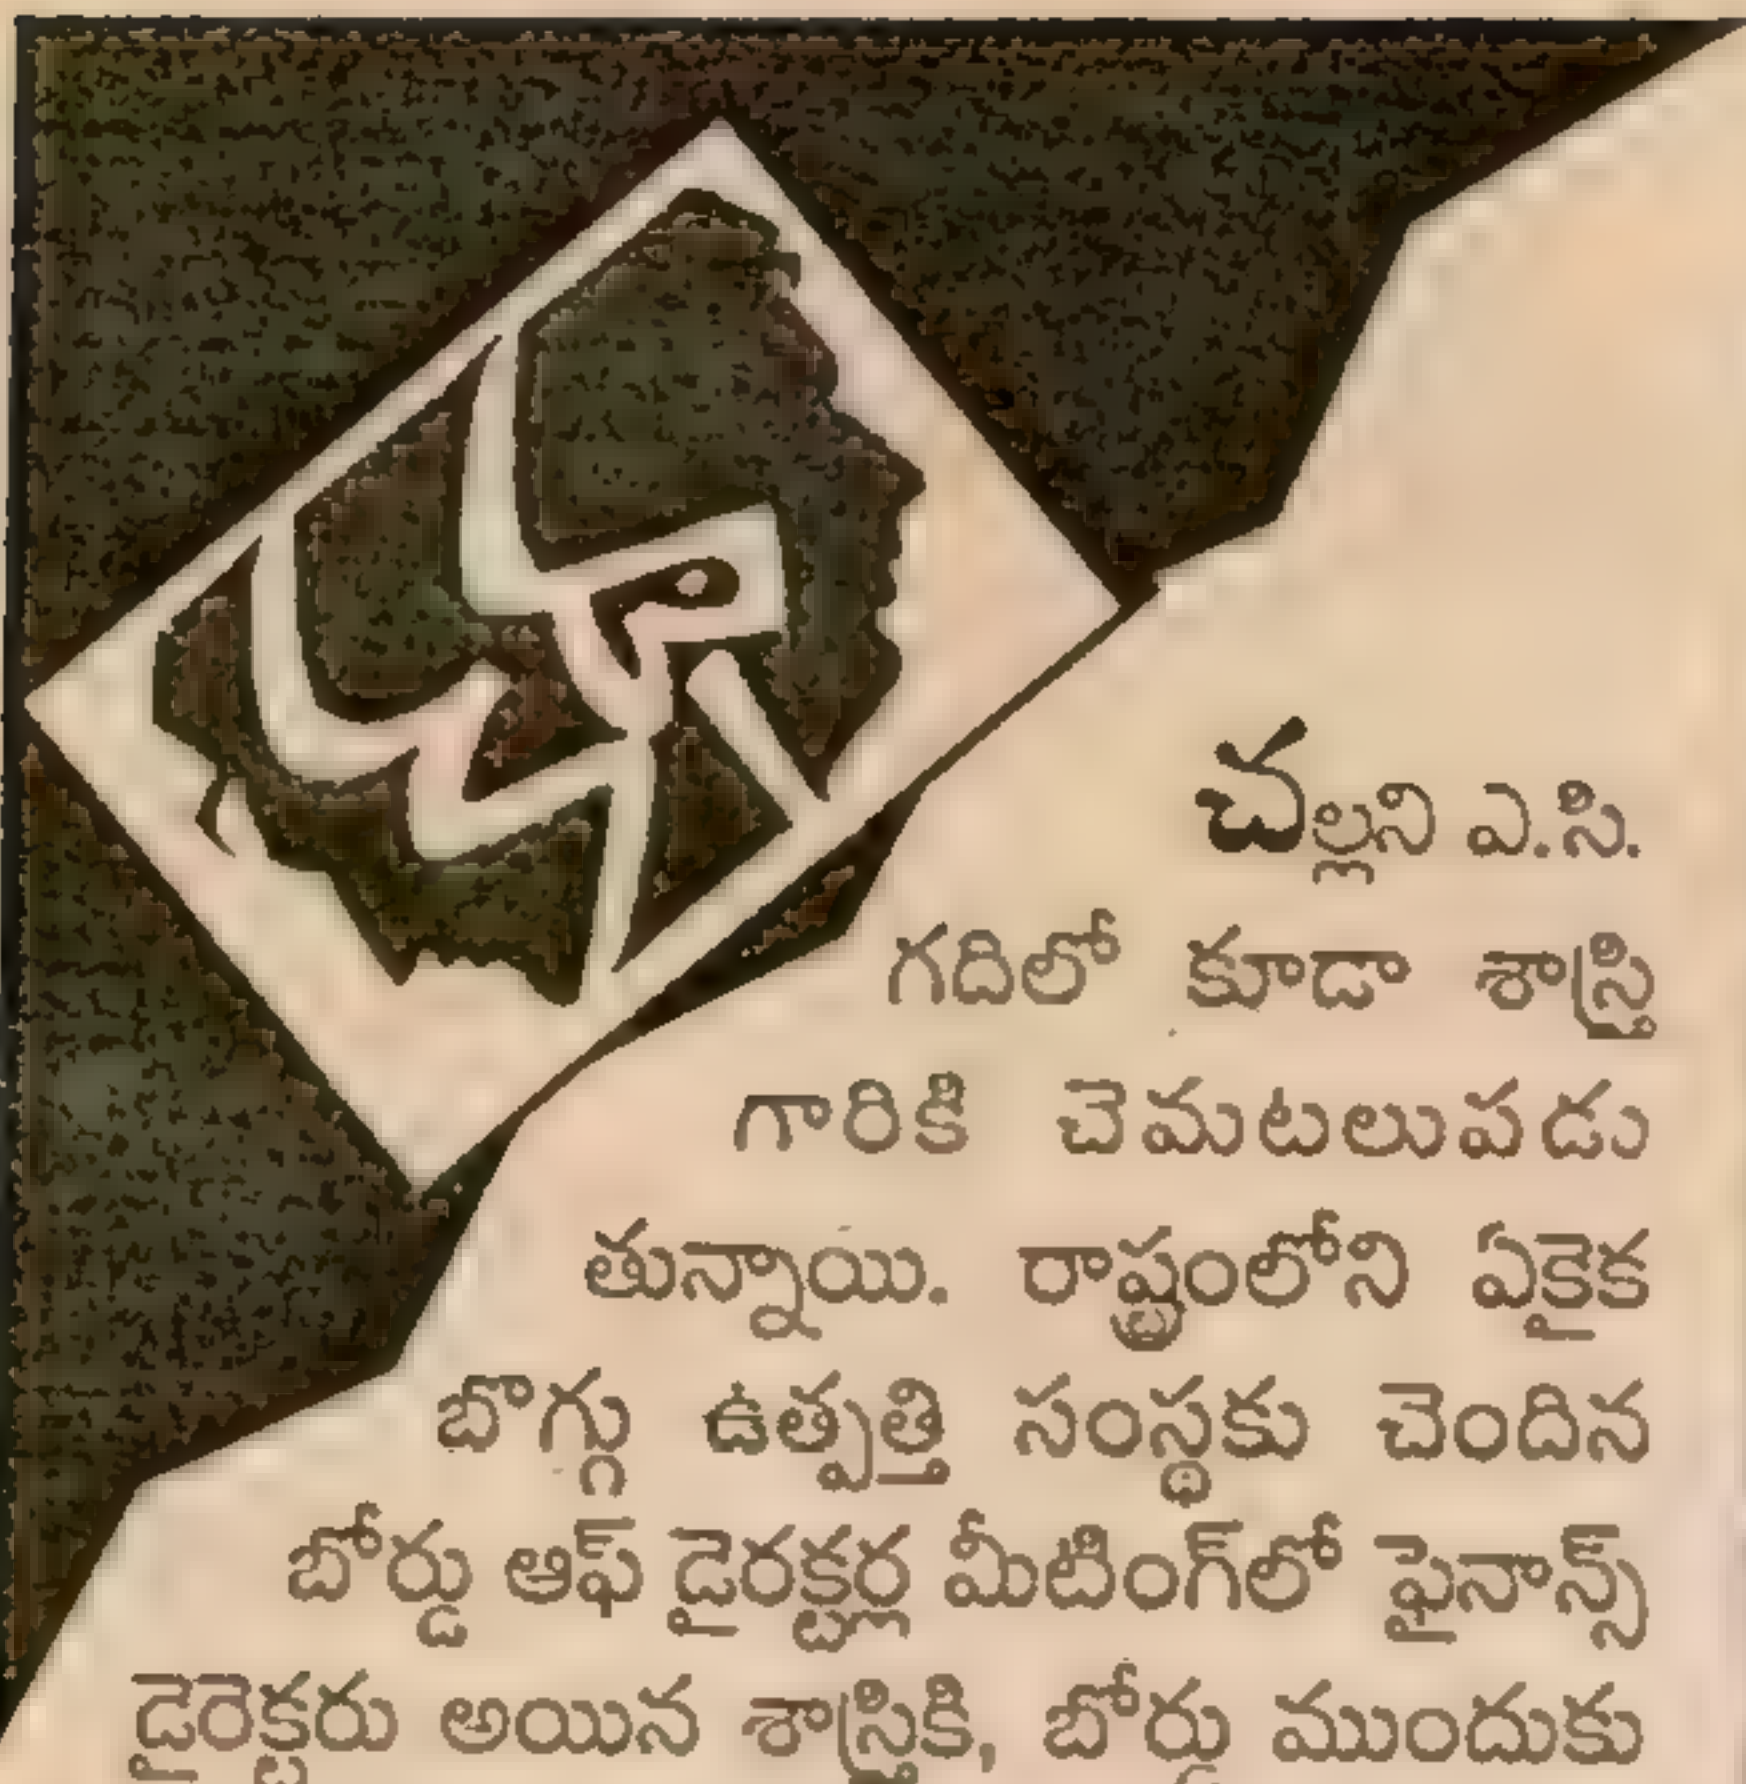 చల్లని ఎ.సి.
గదిలో కూడా శాస్త్రి
గారికి చెమటలుపడు
తున్నాయి. రాష్ట్రంలోని ఏకైక
బొగ్గు ఉత్పత్తి సంస్థకు చెందిన
బోర్డు ఆఫ్ డైరక్టర్ల మీటింగ్‌లో ఫైనాన్స్
డైరెక్టరు అయిన శాస్త్రికి, బోర్డు ముందుకు